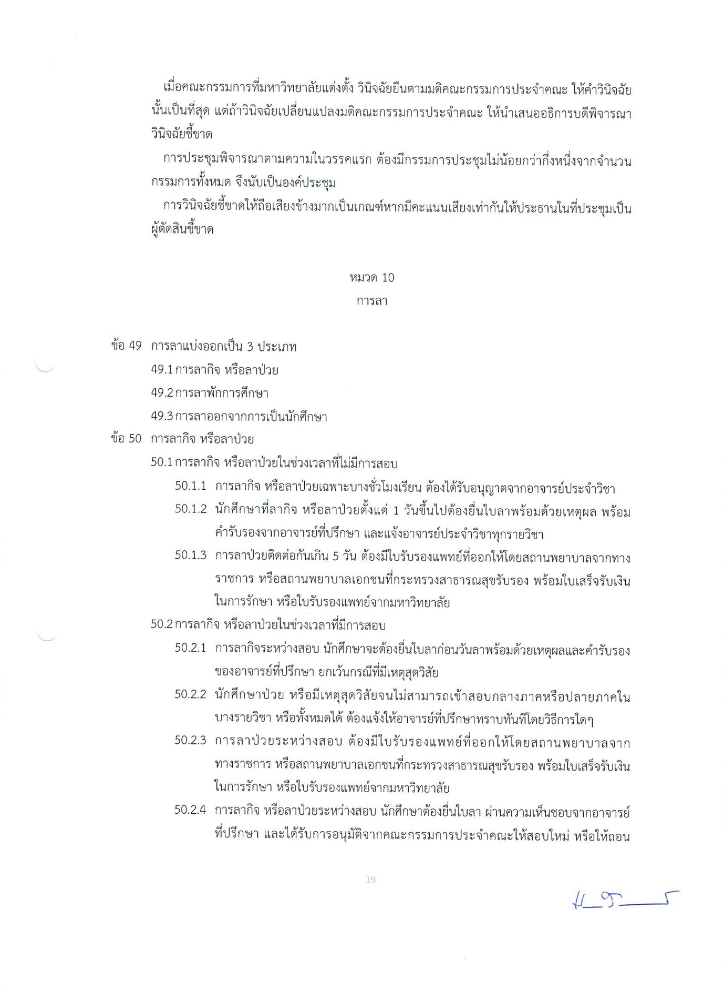 เมื่อคณะกรรมการที่มหาวิทยาลัยแต่งตั้ง วินิจฉัยยืนตามมติคณะกรรมการประจำคณะ ให้คำวินิจฉัย
นั้นเป็นที่สุด แต่ถ้าวินิจฉัยเปลี่ยนแปลงมติคณะกรรมการประจำคณะ ให้นำเสนออธิการบดีพิจารณา
วินิจฉัยชี้ขาด
การประชุมพิจารณาตามความในวรรคแรก ต้องมีกรรมการประชุมไม่น้อยกว่ากึ่งหนึ่งจากจำนวน
กรรมการทั้งหมด จึงนับเป็นองค์ประชุม
การวินิจฉัยชี้ขาดให้ถือเสียงข้างมากเป็นเกณฑ์หากมีคะแนนเสียงเท่ากันให้ประธานในที่ประชุมเป็น
ผู้ตัดสินชี้ขาด
หมวด 10
การลา
ข้อ 49 การลาแบ่งออกเป็น 3 ประเภท
49.1 การลากิจ หรือลาป่วย
49.2 การลาพักการศึกษา
49.3 การลาออกจากการเป็นนักศึกษา
ข้อ 50 การลากิจ หรือลาป่วย
50.1 การลากิจ หรือลาป่วยในช่วงเวลาที่ไม่มีการสอบ
50.1.1 การลากิจ หรือลาป่วยเฉพาะบางชั่วโมงเรียน ต้องได้รับอนุญาตจากอาจารย์ประจำวิชา
50.1.2 นักศึกษาที่ลากิจ หรือลาป่วยตั้งแต่ 1 วันขึ้นไปต้องยื่นใบลาพร้อมด้วยเหตุผล พร้อม
คำรับรองจากอาจารย์ที่ปรึกษา และแจ้งอาจารย์ประจำวิชาทุกรายวิชา
50.1.3 การลาป่วยติดต่อกันเกิน 5 วัน ต้องมีใบรับรองแพทย์ที่ออกให้โดยสถานพยาบาลจากทาง
ราชการ หรือสถานพยาบาลเอกชนที่กระทรวงสาธารณสุขรับรอง พร้อมใบเสร็จรับเงิน
ในการรักษา หรือใบรับรองแพทย์จากมหาวิทยาลัย
50.2 การลากิจ หรือลาป่วยในช่วงเวลาที่มีการสอบ
50.2.1 การลากิจระหว่างสอบ นักศึกษาจะต้องยื่นใบลาก่อนวันลาพร้อมด้วยเหตุผลและคำรับรอง
ของอาจารย์ที่ปรึกษา ยกเว้นกรณีที่มีเหตุสุดวิสัย
50.2.2 นักศึกษาป่วย หรือมีเหตุสุดวิสัยจนไม่สามารถเข้าสอบกลางภาคหรือปลายภาคใน
บางรายวิชา หรือทั้งหมดได้ ต้องแจ้งให้อาจารย์ที่ปรึกษาทราบทันทีโดยวิธีการใดๆ
50.2.3 การลาป่วยระหว่างสอบ ต้องมีใบรับรองแพทย์ที่ออกให้โดยสถานพยาบาลจาก
ทางราชการ หรือสถานพยาบาลเอกชนที่กระทรวงสาธารณสุขรับรอง พร้อมใบเสร็จรับเงิน
ในการรักษา หรือใบรับรองแพทย์จากมหาวิทยาลัย
50.2.4 การลากิจ หรือลาป่วยระหว่างสอบ นักศึกษาต้องยื่นใบลา ผ่านความเห็นชอบจากอาจารย์
ที่ปรึกษา และได้รับการอนุมัติจากคณะกรรมการประจำคณะให้สอบใหม่ หรือให้ถอน
19